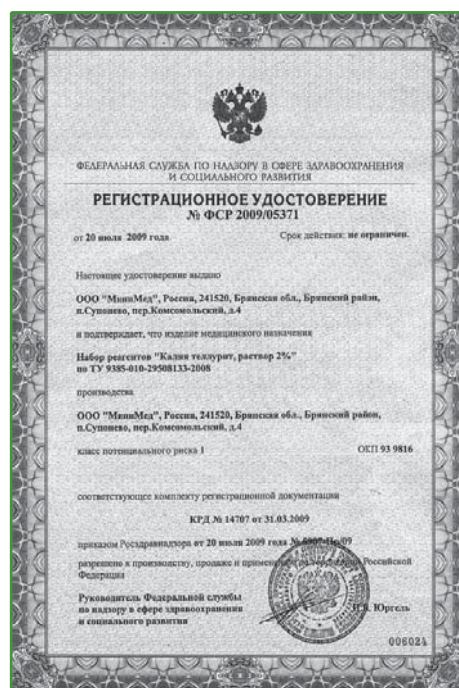 ФЕДЕРАЛЬНАЯ СЛУЖБА ПО НАДЗОРУ В СФЕРЕ ЗДРАВООХРАНЕНИЯ
И СОЦИАЛЬНОГО РАЗВИТИЯ
РЕГИСТРАЦИОННОЕ УДОСТОВЕРЕНИЕ
№ ФСР 2009/05371
от 20 июля 2009 года Срок действия: не ограничен.
Настоящее удостоверение выдано
ООО "МиниМед", Россия, 241520, Брянская обл., Брянский район,
п.Супонево, пер.Комсомольский, д.4
и подтверждает, что изделие медицинского назначения
Набор реагентов "Калия теллурит, раствор 2%"
по ТУ 9385-010-29508133-2008
производства
ООО "МиниМед", Россия, 241520, Брянская обл., Брянский район,
п.Супонево, пер.Комсомольский, д.4
класс потенциального риска 1 ОКП 93 9816
соответствующее комплекту регистрационной документации
КРД № 14707 от 31.03.2009
приказом Росздравнадзора от 20 июля 2009 года №
разрешено к производству, продаже и применению на территории Российской
Федерации
Руководитель Федеральной службы
по надзору в сфере здравоохранения
и социального развития Юргель
006024